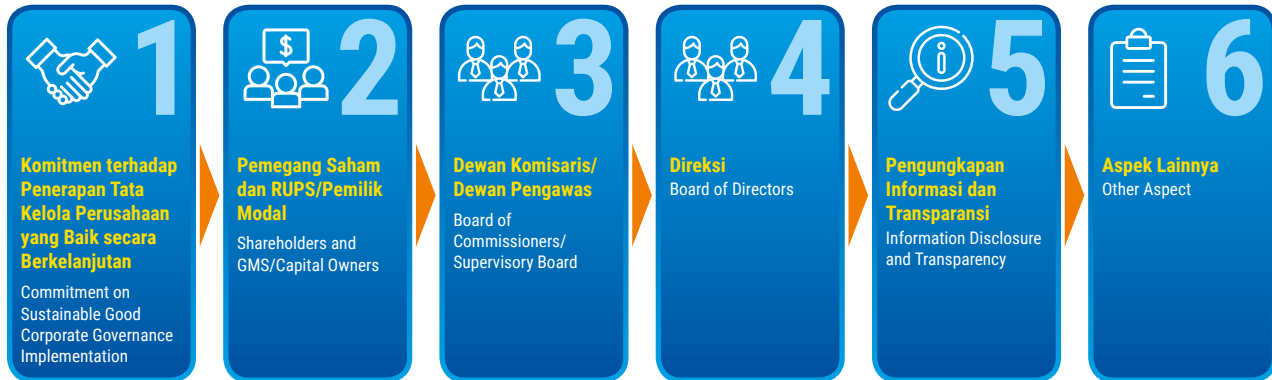 1
Komitmen terhadap
Penerapan Tata
Kelola Perusahaan
yang Baik secara
Berkelanjutan
Commitment on
Sustainable Good
Corporate Governance
Implementation
$
2
Pemegang Saham
dan RUPS/Pemilik
Modal
Shareholders and
GMS/Capital Owners
3
Dewan Komisaris/
Dewan Pengawas
Board of
Commissioners/
Supervisory Board
4
Direksi
Board of Directors
i
5
Pengungkapan
Informasi dan
Transparansi
Information Disclosure
and Transparency
6
Aspek Lainnya
Other Aspect